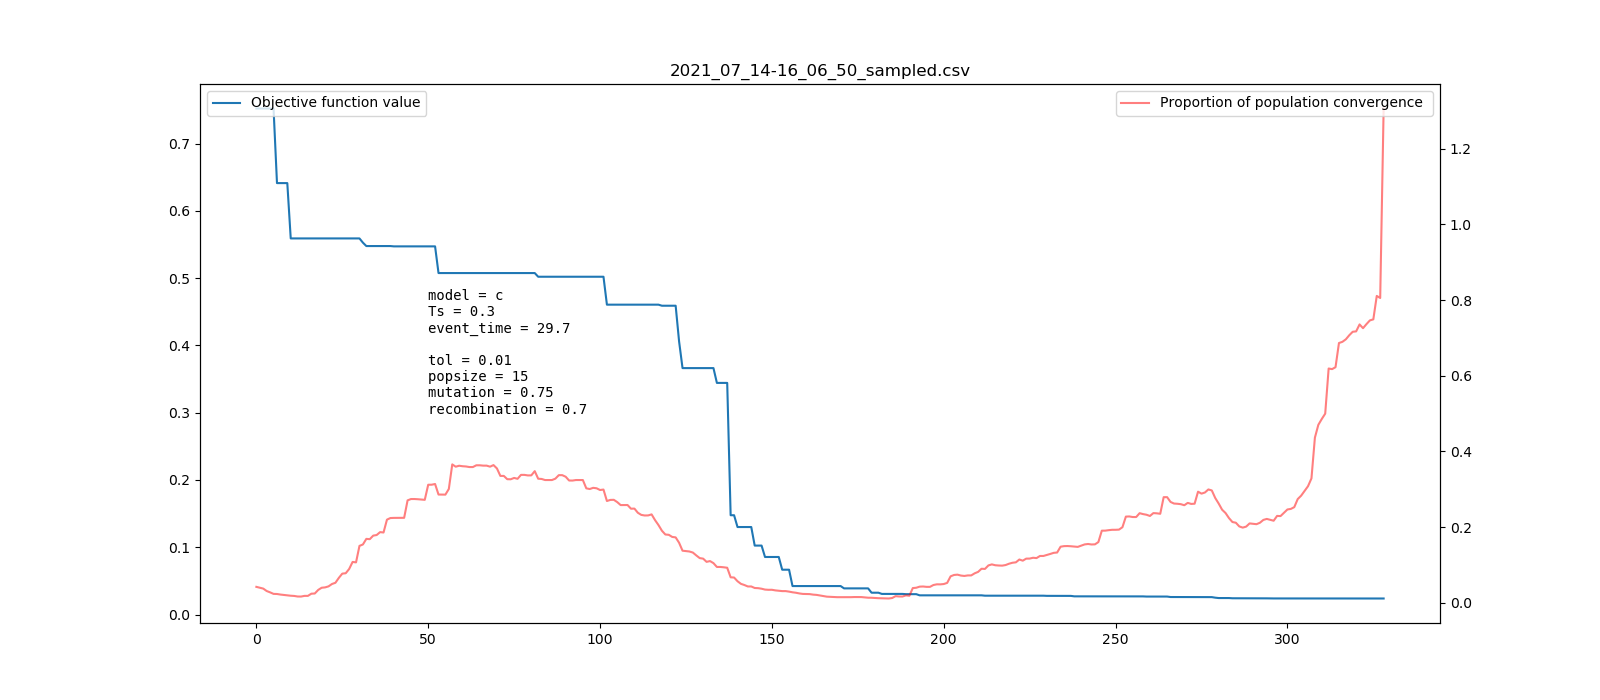 2021_07_14-16_06_50_sampled.csv
Objective function value
Proportion of population convergence
0.7
0.6
0.5
0.4
0.3
0.2
0.1
0.0
model = c
Ts = 0.3
event_time = 29.7
tol = 0.01
popsize = 15
mutation = 0.75
recombination = 0.7
1.2
1.0
0.8
0.6
0.4
0.2
0.0
0
50
100
150
200
250
300